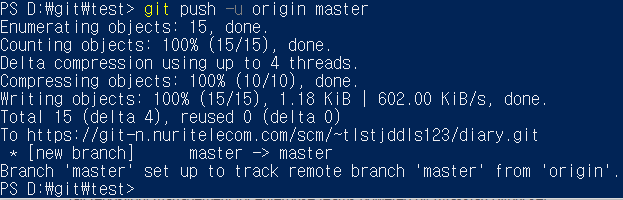 PS D:₩git₩test> git push -u origin master
Enumerating objects: 15, done.
Counting objects: 100% (15/15), done.
Delta compression using up to 4 threads.
Compressing objects: 100% (10/10), done.
Writing objects: 100% (15/15), 1.18 KiB | 602.00 KiB/s, done.
Total 15 (delta 4), reused 0 (delta 0)
To https://git-n.nuritelecom.com/scm/~tlstjddls123/diary.git
 * [new branch]      master -> master
Branch 'master' set up to track remote branch 'master' from 'origin'.
PS D:₩git₩test>